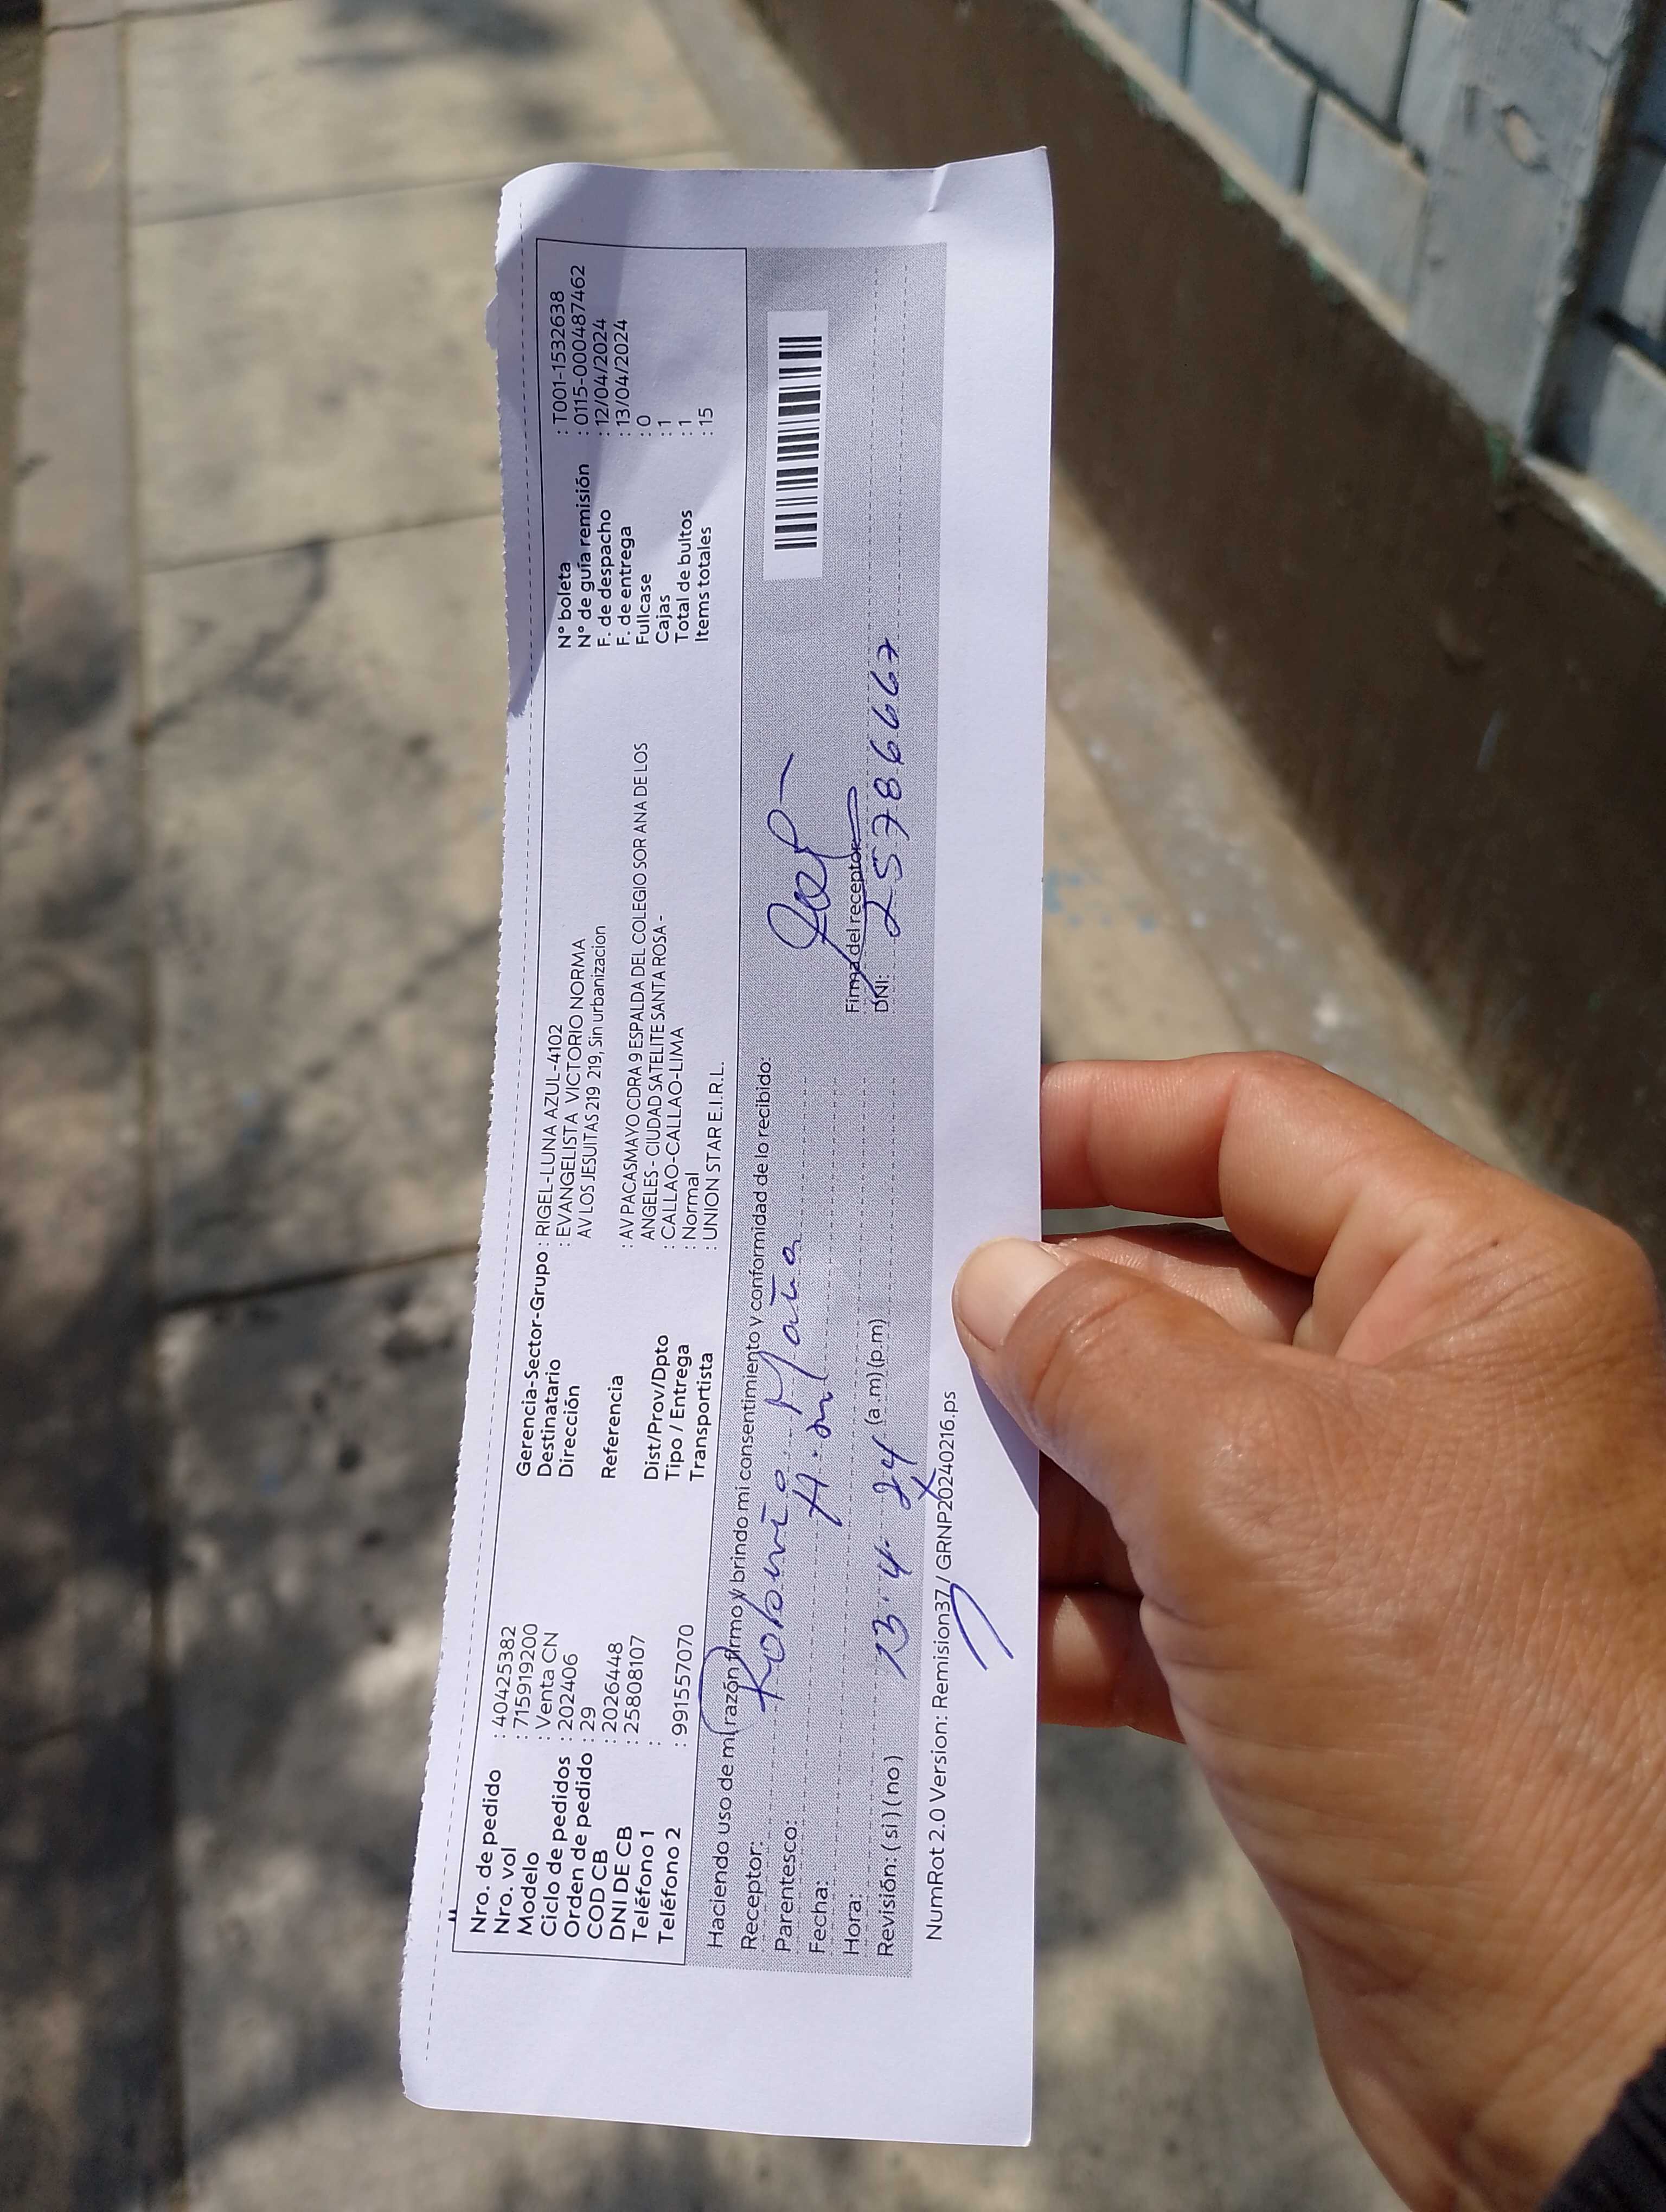 Nro. de pedido : 40425382
Nro. vol : 715919200
Modelo : Venta CN
Ciclo de pedidos : 202406
Orden de pedido : 29
COD CB : 2026448
DNI DE CB : 25808107
Teléfono 1 :
Teléfono 2 : 991557070
Gerencia-Sector-Grupo : RIGEL-LUNA AZUL-4102
Destinatario : EVANGELISTA VICTORIO NORMA
Dirección AV LOS JESUITAS 219 219, Sin urbanizacion
Referencia : AV PACASMAYO CDRA 9 ESPALDA DEL COLEGIO SOR ANA DE LOS
ANGELES - CIUDAD SATELITE SANTA ROSA -
Dist/Prov/Dpto : CALLAO-CALLAO-LIMA
Tipo / Entrega : Normal
Transportista : UNION STAR E.I.R.L.
N° boleta : T001-1532638
N° de guía remisión : 0115-000487462
F. de despacho : 12/04/2024
F. de entrega : 13/04/2024
Fullcase : 0
Cajas : 1
Total de bultos : 1
Items totales : 15
Haciendo uso de mi razón firmo y brindo mi consentimiento y conformidad de lo recibido:
Receptor:
Parentesco:
Fecha: 13.4.24
Hora: (a.m) (p.m)
Revisión: ( si ) ( no )
Firma del receptor
DNI: 25786667
NumRot 2.0 Version: Remision37 / GRNP20240216.ps